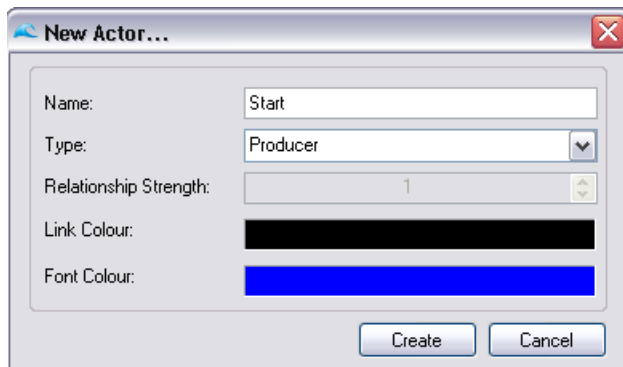 New Actor...
Name: Start
Type: Producer
Relationship Strength: 1
Link Colour:
Font Colour:
Create Cancel